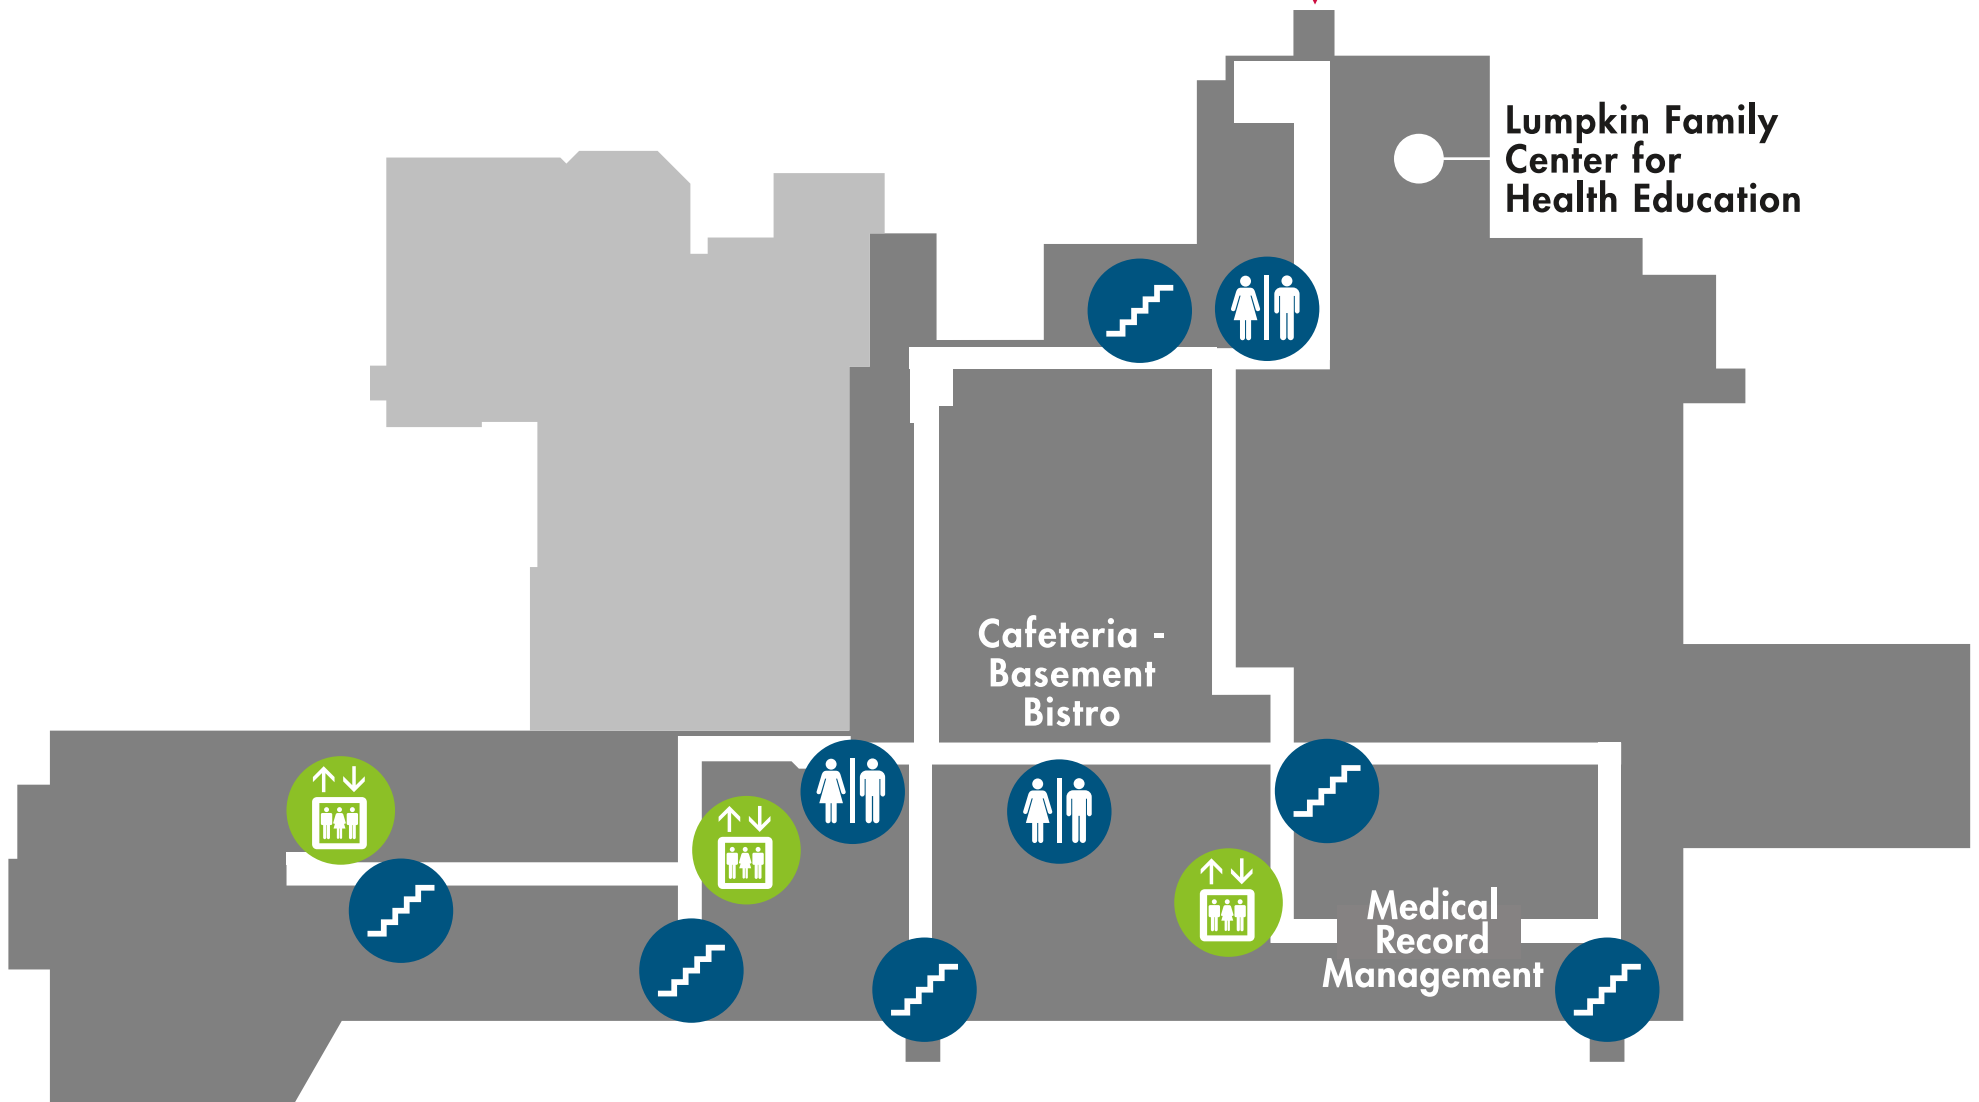 Lumpkin Family
Center for
Health Education
Cafeteria -
Basement
Bistro
Medical
Record
Management